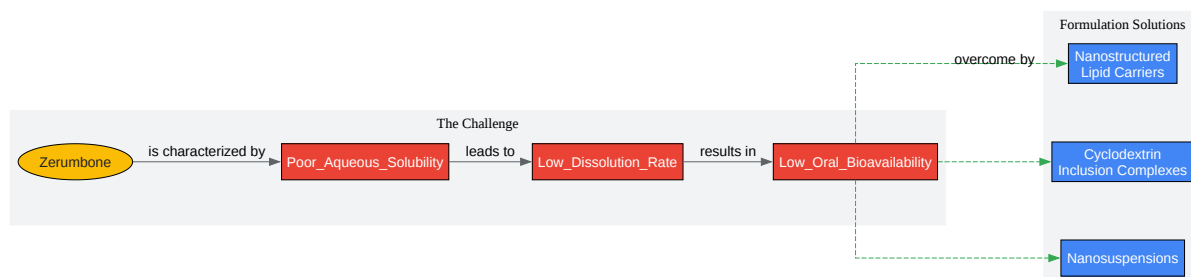 Formulation Solutions
overcome by
Nanostructured
Lipid Carriers
The Challenge
Zerumbone
is characterized by
Poor_Aqueous_Solubility
leads to
Low_Dissolution_Rate
results in
Low_Oral_Bioavailability
Cyclodextrin
Inclusion Complexes
Nanosuspensions